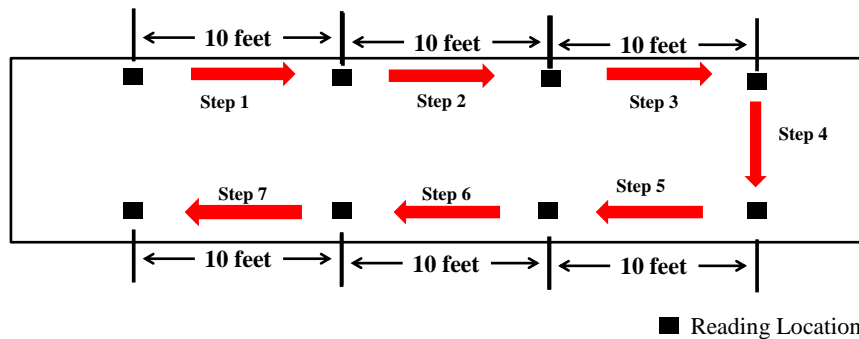 10 feet 10 feet 10 feet
Step 1 Step 2 Step 3
Step 4
Step 7 Step 6 Step 5
10 feet 10 feet 10 feet
Reading Location